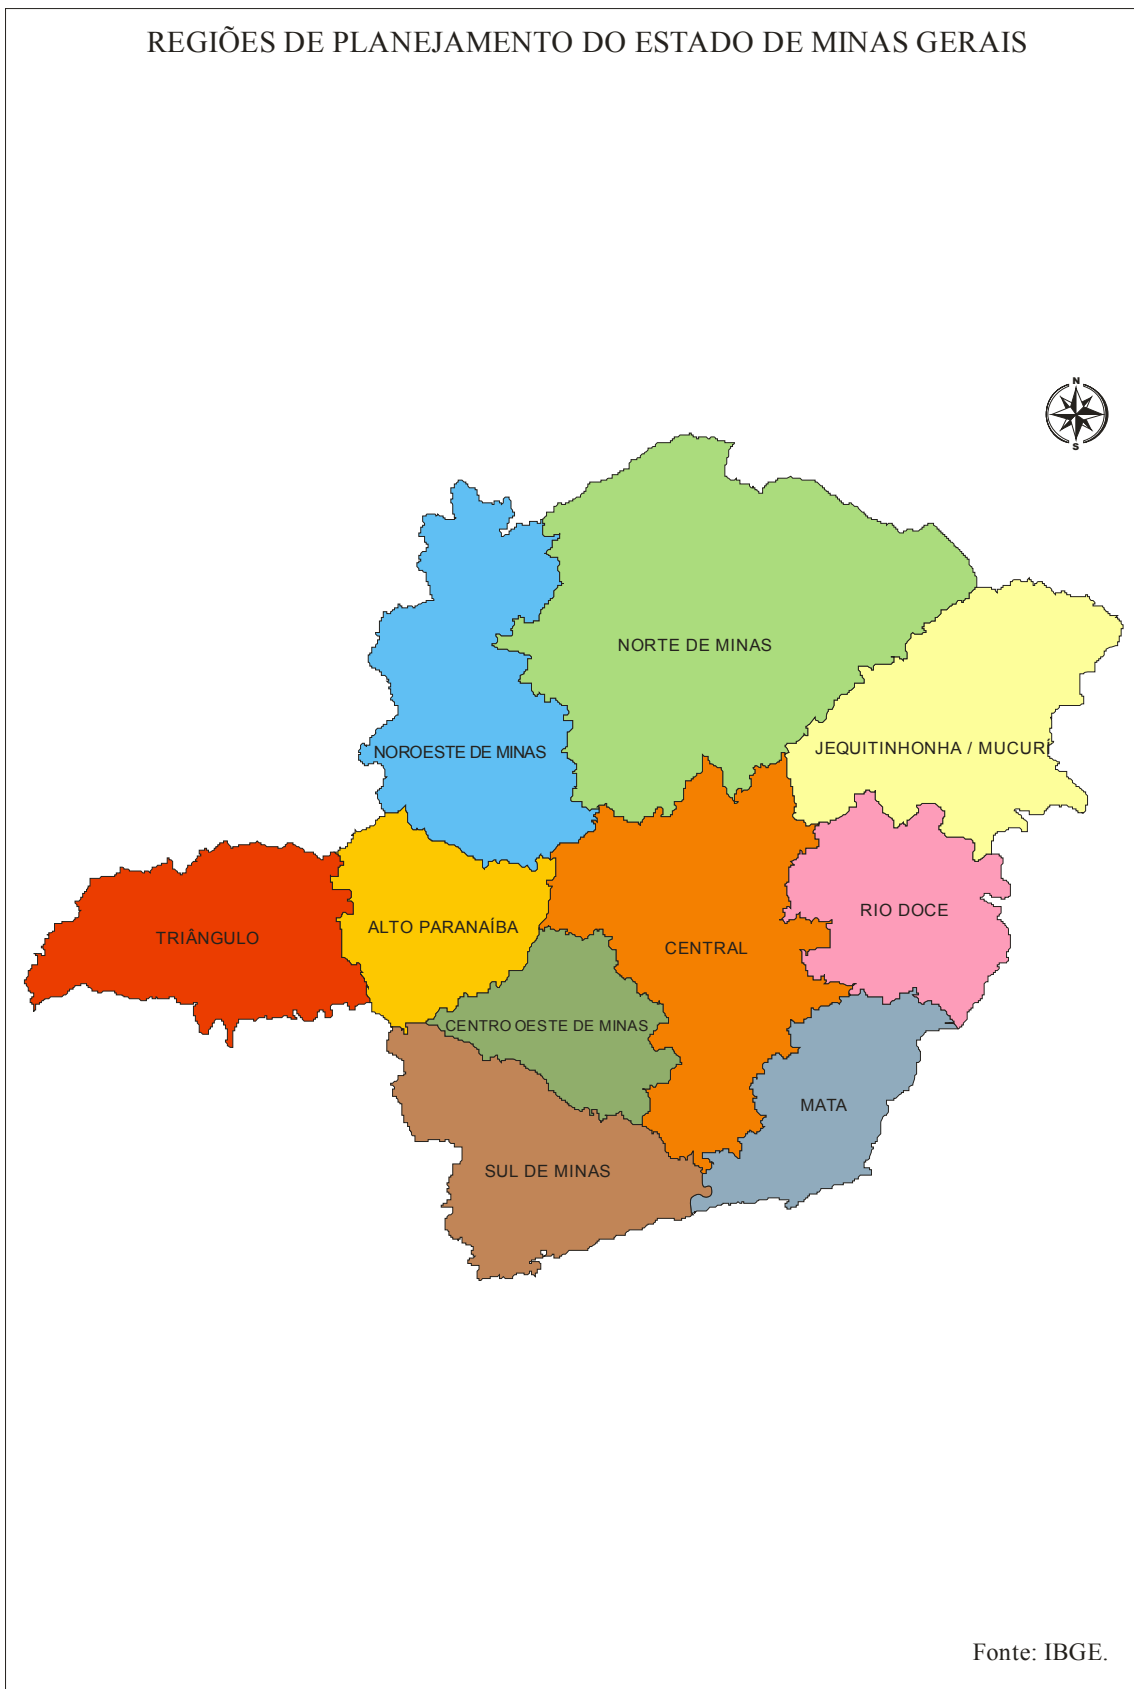 REGIÕES DE PLANEJAMENTO DO ESTADO DE MINAS GERAIS
N
S
NORTE DE MINAS
JEQUITINHONHA / MUCURÍ
NOROESTE DE MINAS
RIO DOCE
ALTO PARANAÍBA
TRIÂNGULO
CENTRAL
CENTRO OESTE DE MINAS
MATA
SUL DE MINAS
Fonte: IBGE.